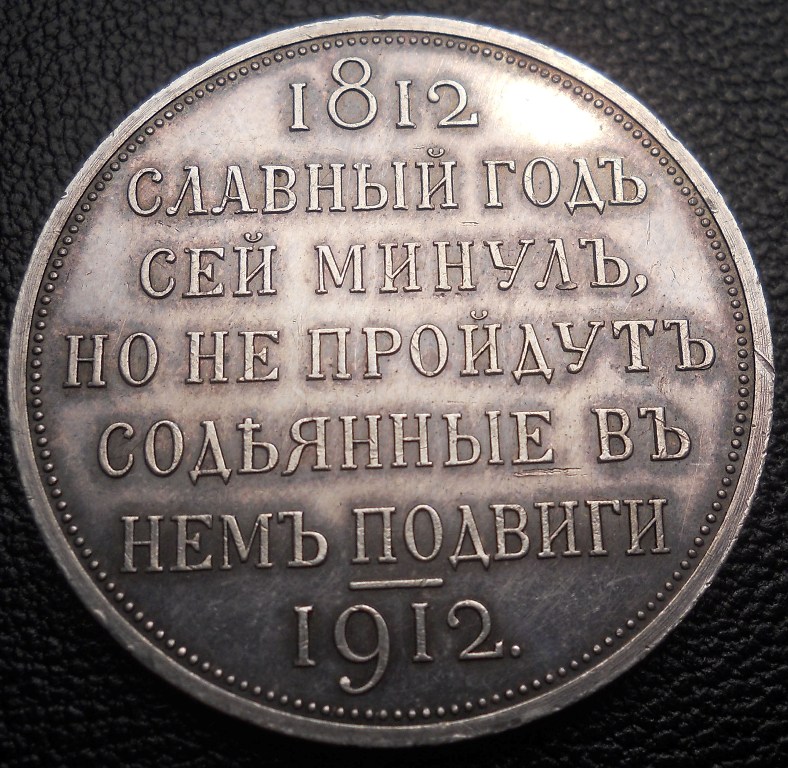 1812
СЛАВНЫЙ ГОДЪ
СЕЙ МИНУЛЪ,
НО НЕ ПРОЙДУТЪ
СОДѢЯННЫЕ ВЪ
НЕМЪ ПОДВИГИ
1912.